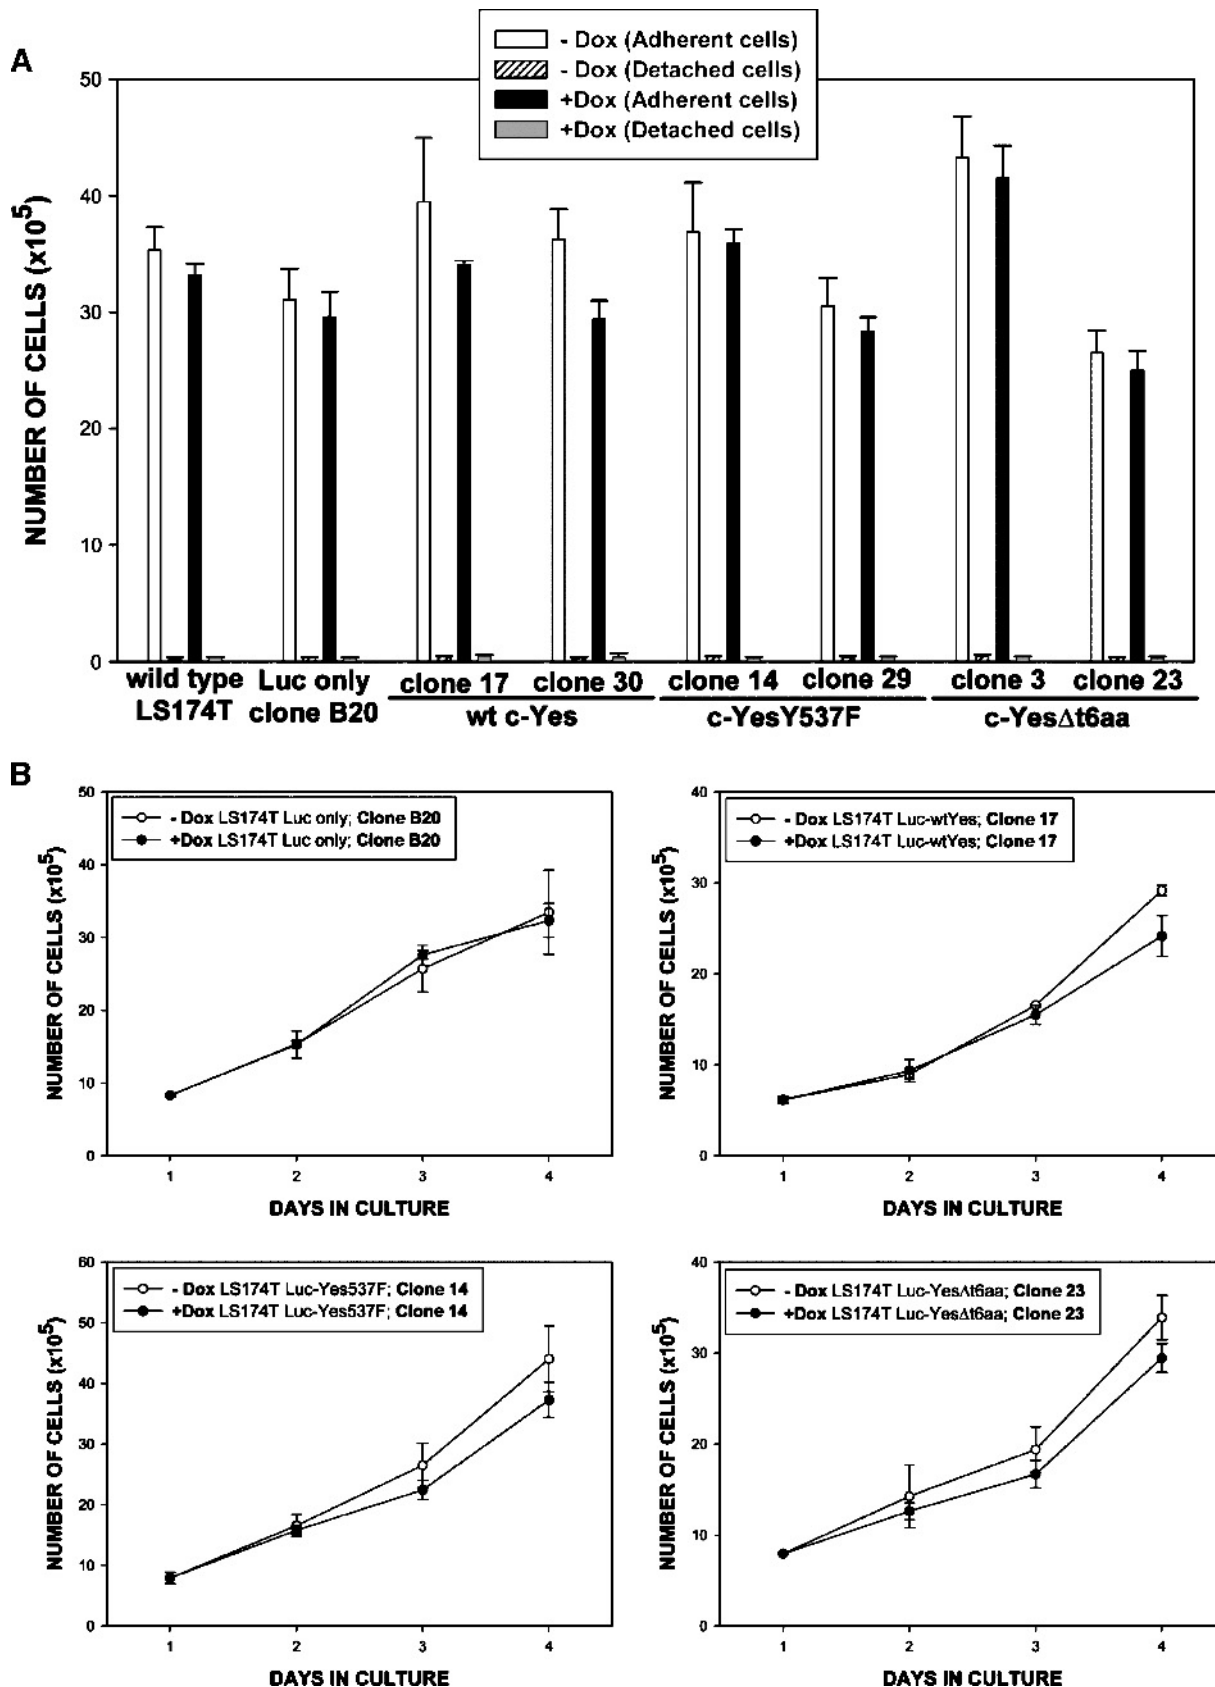 A
- Dox (Adherent cells)
- Dox (Detached cells)
+Dox (Adherent cells)
+Dox (Detached cells)
NUMBER OF CELLS (x10⁵)
50
40
30
20
10
0
wild type LS174T
Luc only clone B20
clone 17
clone 30
wt c-Yes
clone 14
clone 29
c-YesY537F
clone 3
clone 23
c-YesΔt6aa
B
- Dox LS174T Luc only; Clone B20
+Dox LS174T Luc only; Clone B20
NUMBER OF CELLS (x10⁵)
50
40
30
20
10
0
1 2 3 4
DAYS IN CULTURE
- Dox LS174T Luc-wtYes; Clone 17
+Dox LS174T Luc-wtYes; Clone 17
NUMBER OF CELLS (x10⁵)
40
30
20
10
0
1 2 3 4
DAYS IN CULTURE
- Dox LS174T Luc-Yes537F; Clone 14
+Dox LS174T Luc-Yes537F; Clone 14
NUMBER OF CELLS (x10⁵)
60
50
40
30
20
10
0
1 2 3 4
DAYS IN CULTURE
- Dox LS174T Luc-YesΔt6aa; Clone 23
+Dox LS174T Luc-YesΔt6aa; Clone 23
NUMBER OF CELLS (x10⁵)
40
30
20
10
0
1 2 3 4
DAYS IN CULTURE